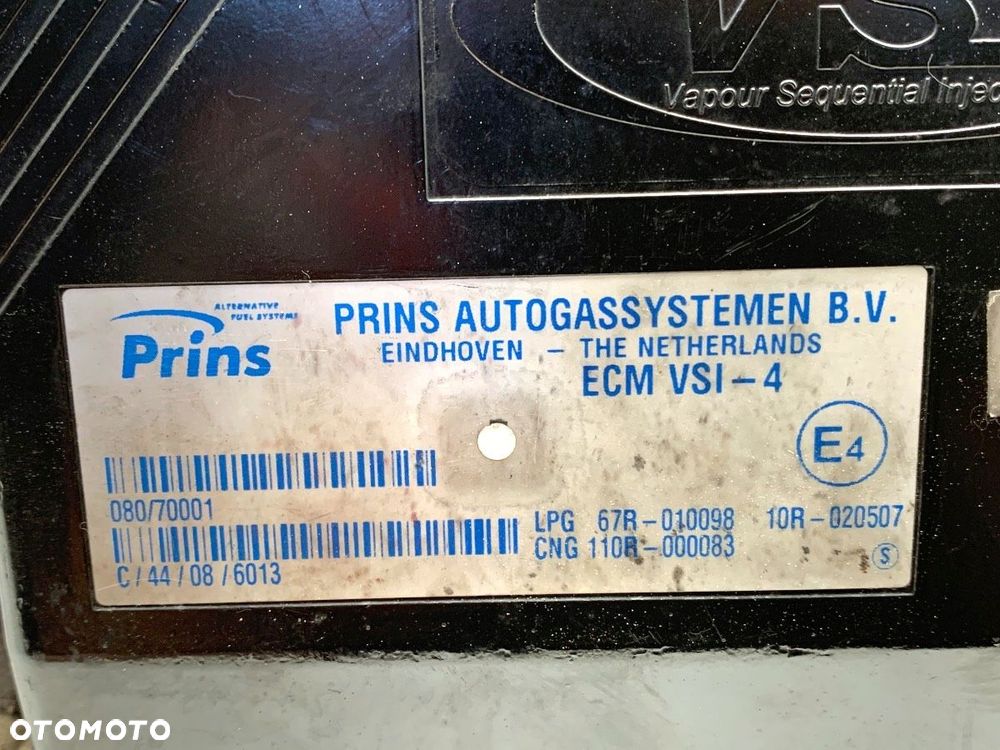 VSI
Vapour Sequential
ALTERNATIVE
FUEL SYSTEMS
Prins
PRINS AUTOGASSYSTEMEN B.V.
EINDHOVEN – THE NETHERLANDS
ECM VSI–4
E4
080/70001
LPG 67R–010098 10R–020507
CNG 110R–000083
S
C/44/08/6013
OTOMOTO